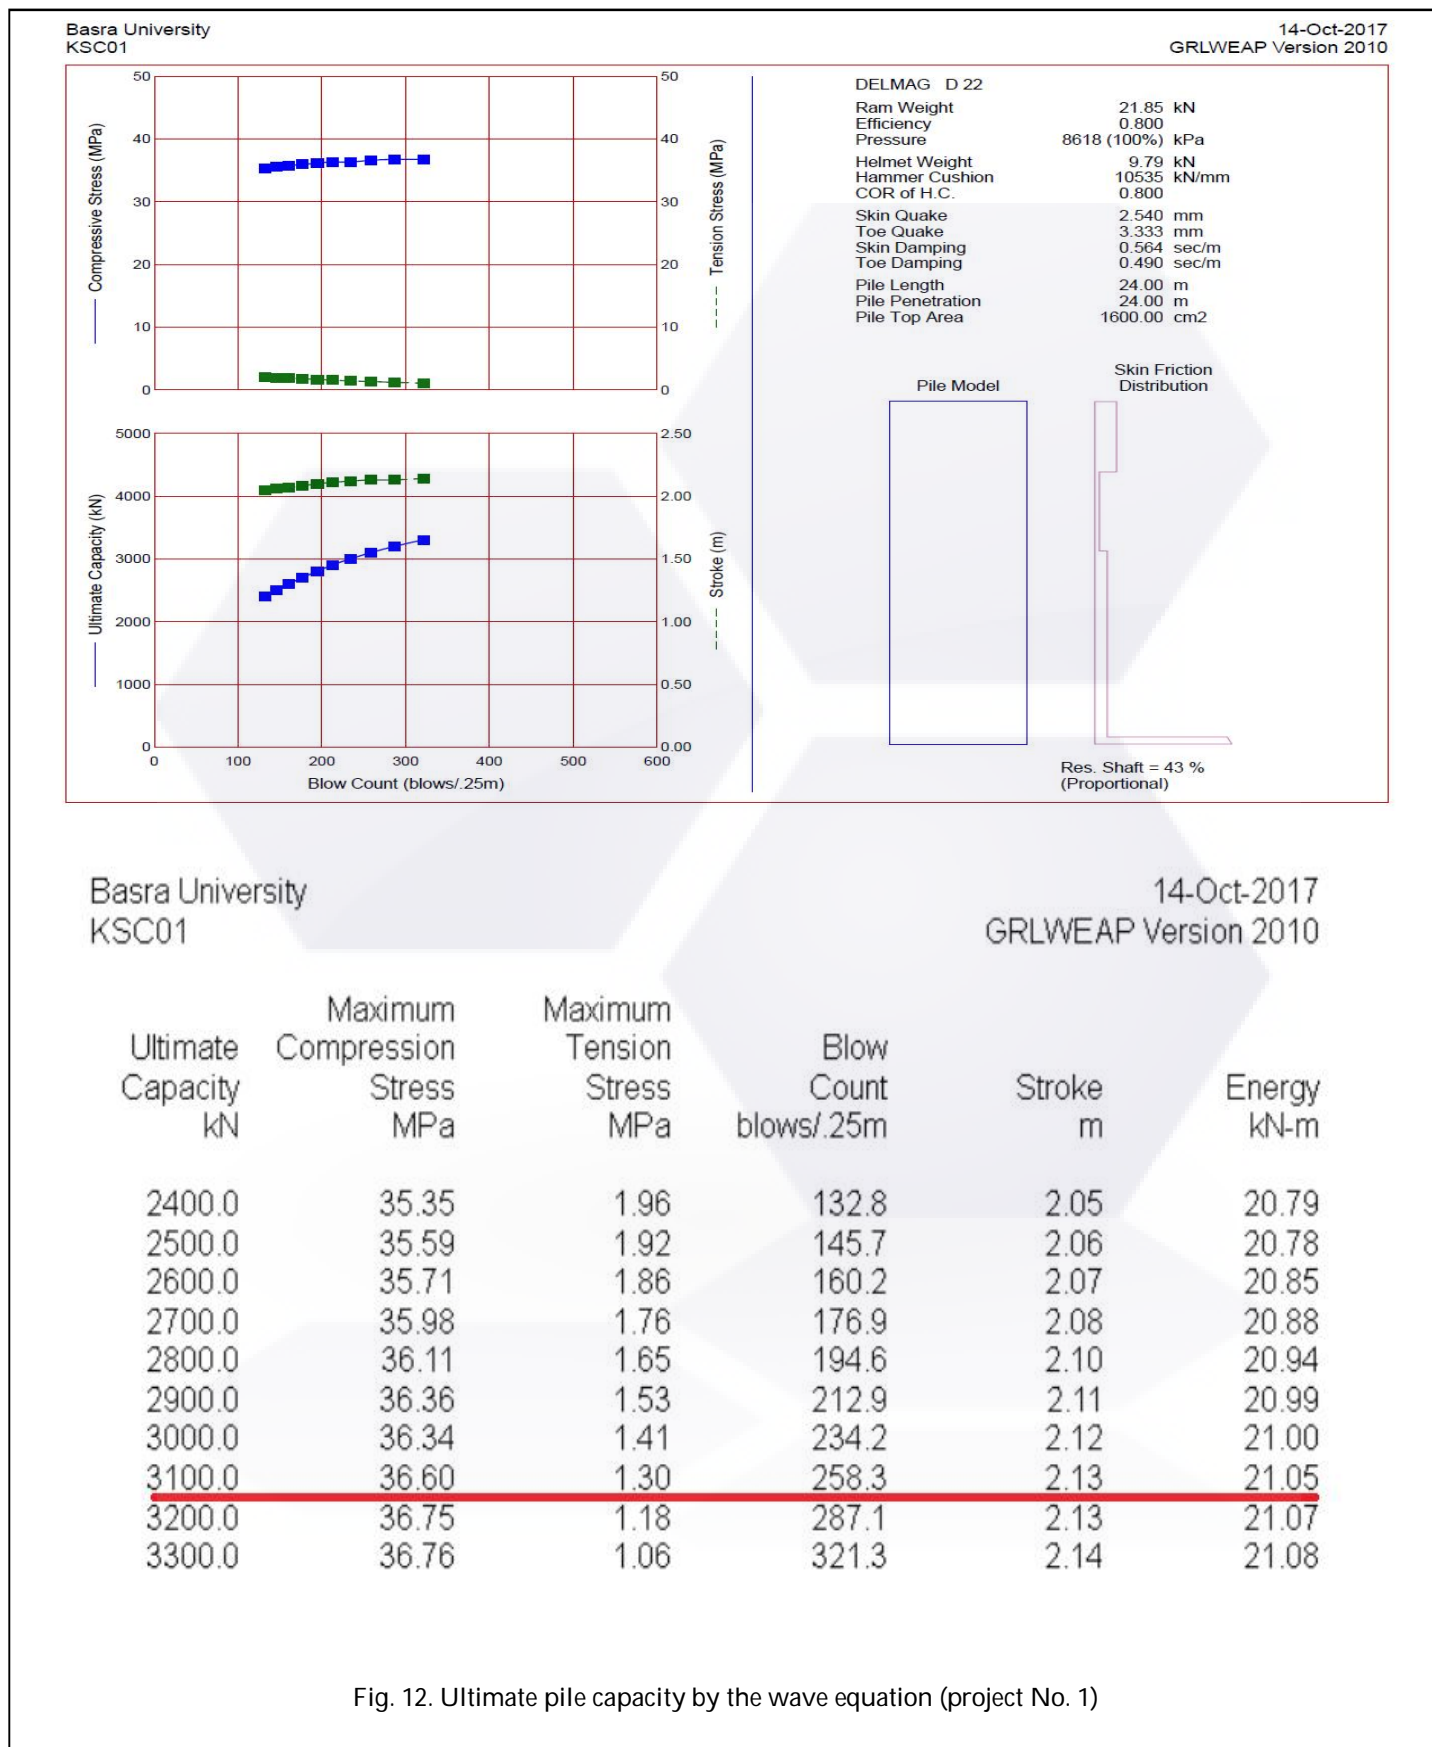 Basra University
KSC01
14-Oct-2017
GRLWEAP Version 2010
50
40
30
20
10
0
Compressive Stress (MPa)
50
40
30
20
10
0
Tension Stress (MPa)
5000
4000
3000
2000
1000
0
Ultimate Capacity (kN)
2.50
2.00
1.50
1.00
0.50
0.00
Stroke (m)
0 100 200 300 400 500 600
Blow Count (blows/.25m)
DELMAG D 22
Ram Weight 21.85 kN
Efficiency 0.800
Pressure 8618 (100%) kPa
Helmet Weight 9.79 kN
Hammer Cushion 10535 kN/mm
COR of H.C. 0.800
Skin Quake 2.540 mm
Toe Quake 3.333 mm
Skin Damping 0.564 sec/m
Toe Damping 0.490 sec/m
Pile Length 24.00 m
Pile Penetration 24.00 m
Pile Top Area 1600.00 cm2
Pile Model
Skin Friction
Distribution
Res. Shaft = 43 %
(Proportional)
Basra University
KSC01
14-Oct-2017
GRLWEAP Version 2010
Maximum Maximum
Ultimate Compression Tension Blow
Capacity Stress Stress Count Stroke Energy
kN MPa MPa blows/.25m m kN-m
2400.0 35.35 1.96 132.8 2.05 20.79
2500.0 35.59 1.92 145.7 2.06 20.78
2600.0 35.71 1.86 160.2 2.07 20.85
2700.0 35.98 1.76 176.9 2.08 20.88
2800.0 36.11 1.65 194.6 2.10 20.94
2900.0 36.36 1.53 212.9 2.11 20.99
3000.0 36.34 1.41 234.2 2.12 21.00
3100.0 36.60 1.30 258.3 2.13 21.05
3200.0 36.75 1.18 287.1 2.13 21.07
3300.0 36.76 1.06 321.3 2.14 21.08
Fig. 12. Ultimate pile capacity by the wave equation (project No. 1)